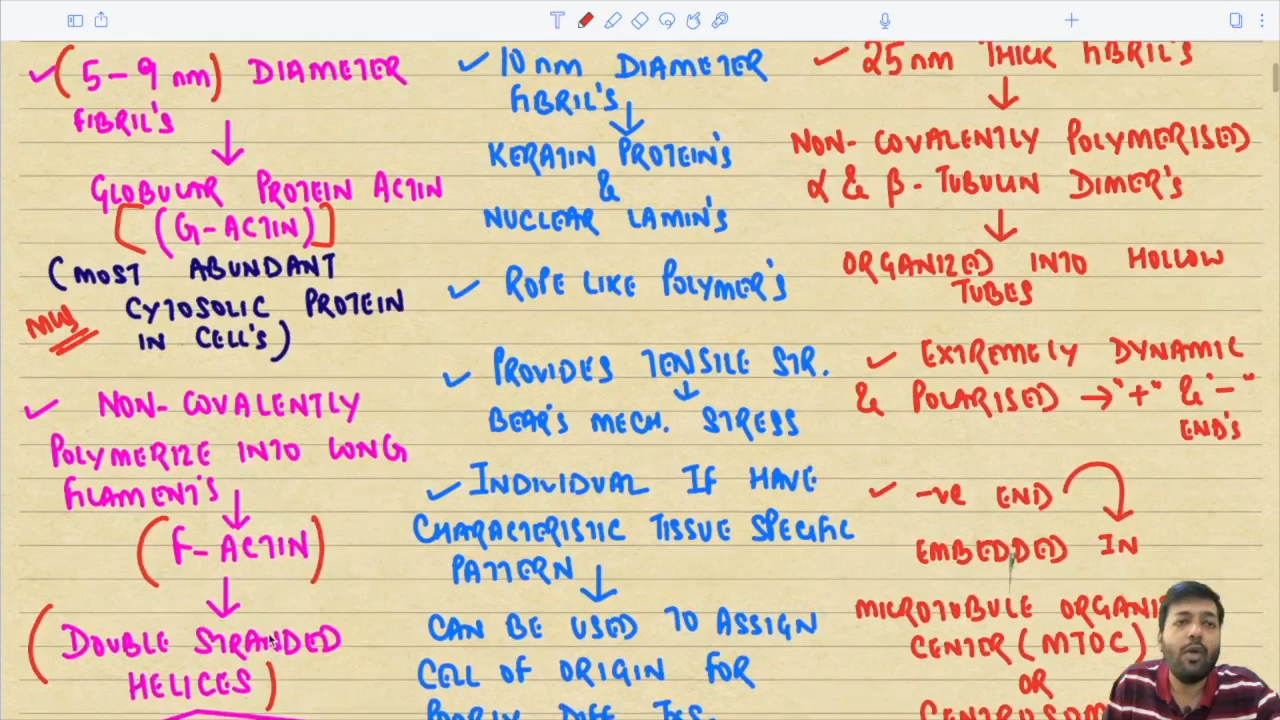 ✓(5-9 nm) DIAMETER
FIBRIL'S
↓
GLOBULAR PROTEIN ACTIN
[(G-ACTIN)]
(MOST ABUNDANT
CYTOSOLIC PROTEIN
IN CELL'S)
✓ NON-COVALENTLY
POLYMERIZE INTO LONG
FILAMENT'S
↓
(F-ACTIN)
↓
(DOUBLE STRANDED
HELICES)
✓ 10 nm DIAMETER
FIBRIL'S
↓
KERATIN PROTEIN'S
&
NUCLEAR LAMIN'S
✓ ROPE LIKE POLYMER'S
✓ PROVIDES TENSILE STR.
↓
BEAR'S MECH. STRESS
✓ INDIVIDUAL IF HAVE
CHARACTERISTIC TISSUE SPECIFIC
PATTERN
↓
CAN BE USED TO ASSIGN
CELL OF ORIGIN FOR
POORLY DIFF.
✓ 25 nm THICK FIBRIL'S
↓
NON-COVALENTLY POLYMERISED
α & β-TUBULIN DIMER'S
↓
ORGANIZED INTO HOLLOW
TUBES
✓ EXTREMELY DYNAMIC
& POLARISED → "+" & "-"
END'S
✓ -ve END
EMBEDDED IN
MICROTUBULE
CENTER (MTOC)
OR